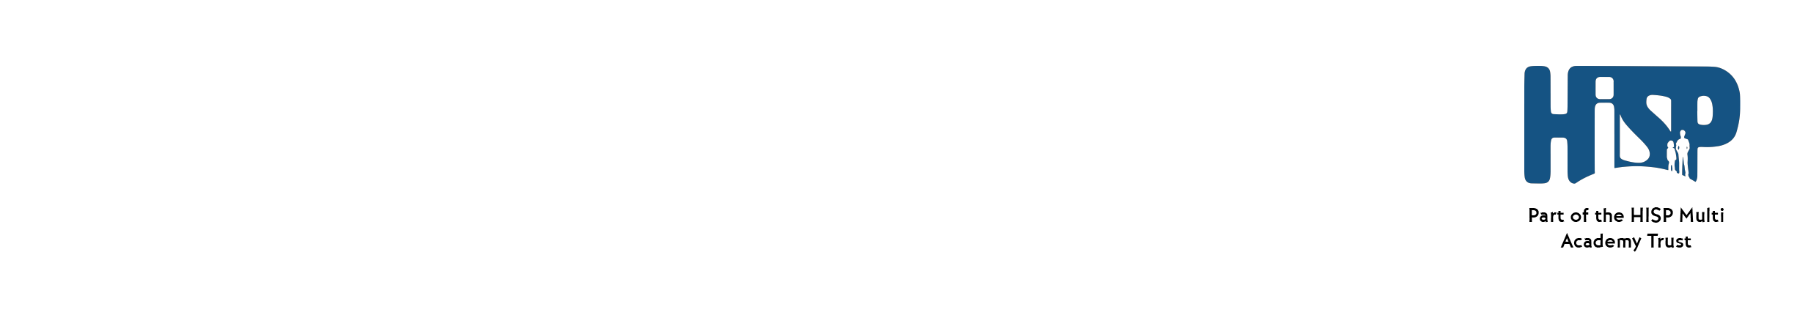 HiSP
Part of the HISP Multi
Academy Trust